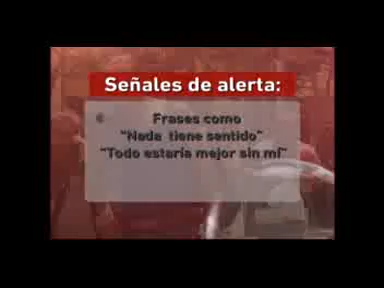 Señales de alerta:
Frases como
"Nada tiene sentido"
"Todo estaría mejor sin mí"